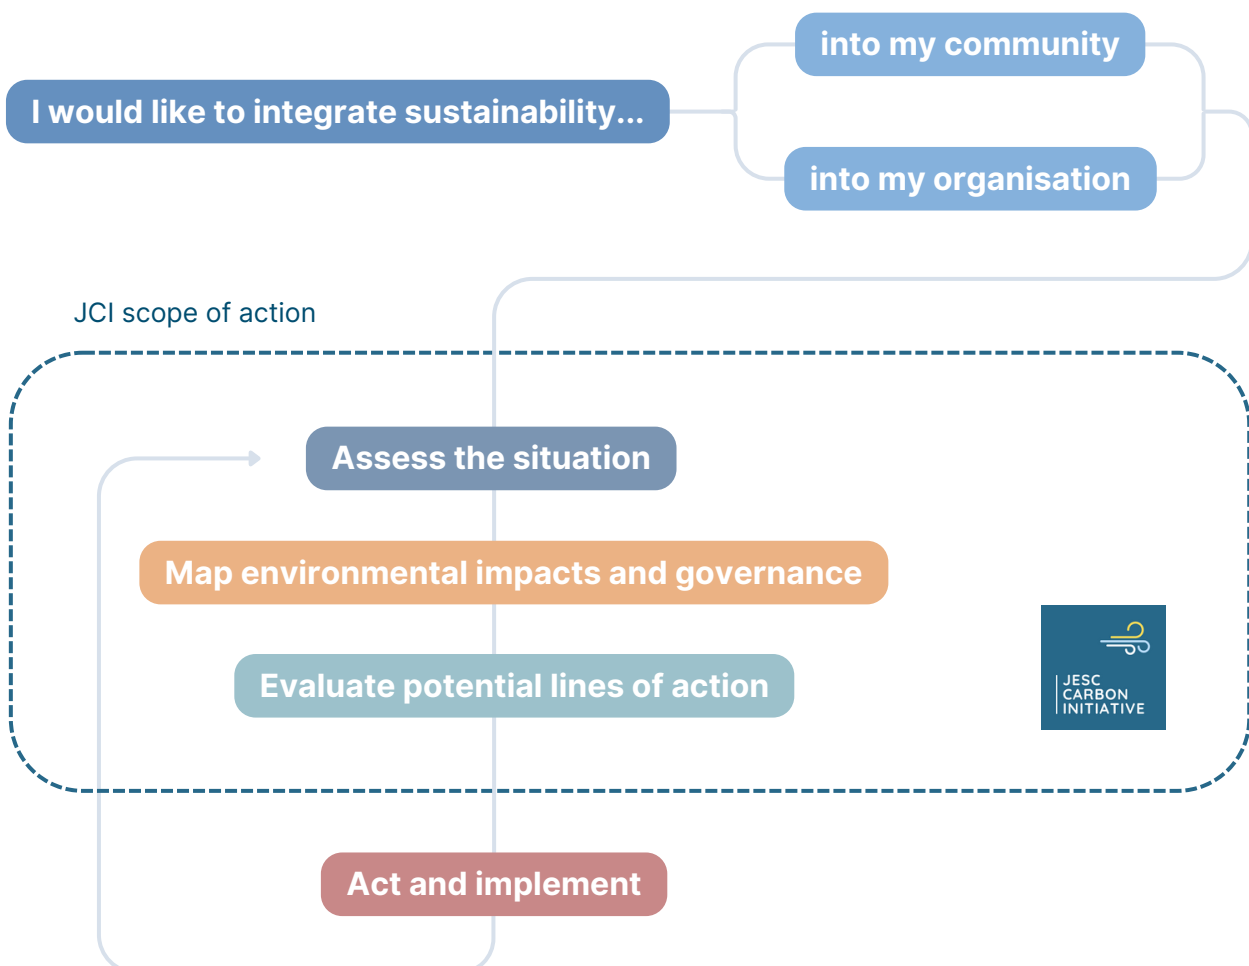 into my community
I would like to integrate sustainability...
into my organisation
JCI scope of action
Assess the situation
Map environmental impacts and governance
Evaluate potential lines of action
JESC
CARBON
INITIATIVE
Act and implement